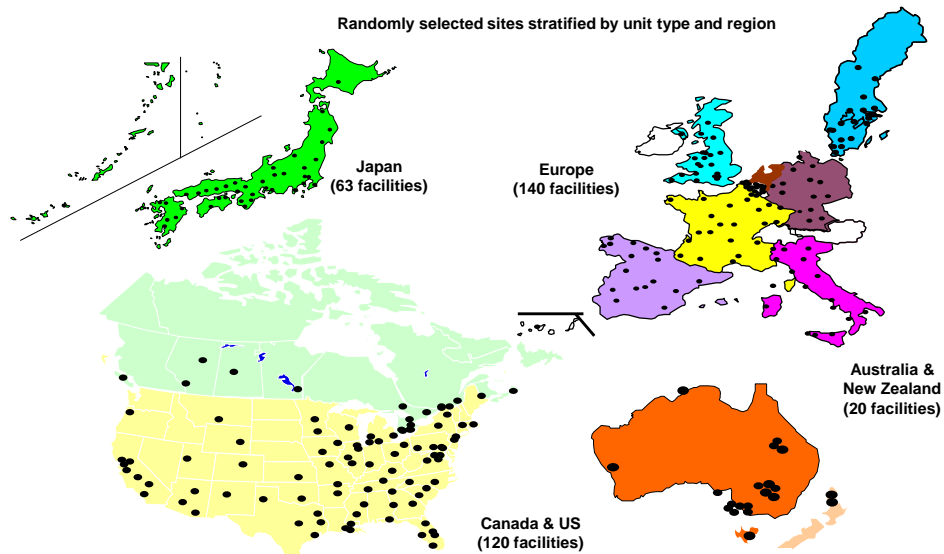 Randomly selected sites stratified by unit type and region
Japan
(63 facilities)
Europe
(140 facilities)
Australia &
New Zealand
(20 facilities)
Canada & US
(120 facilities)